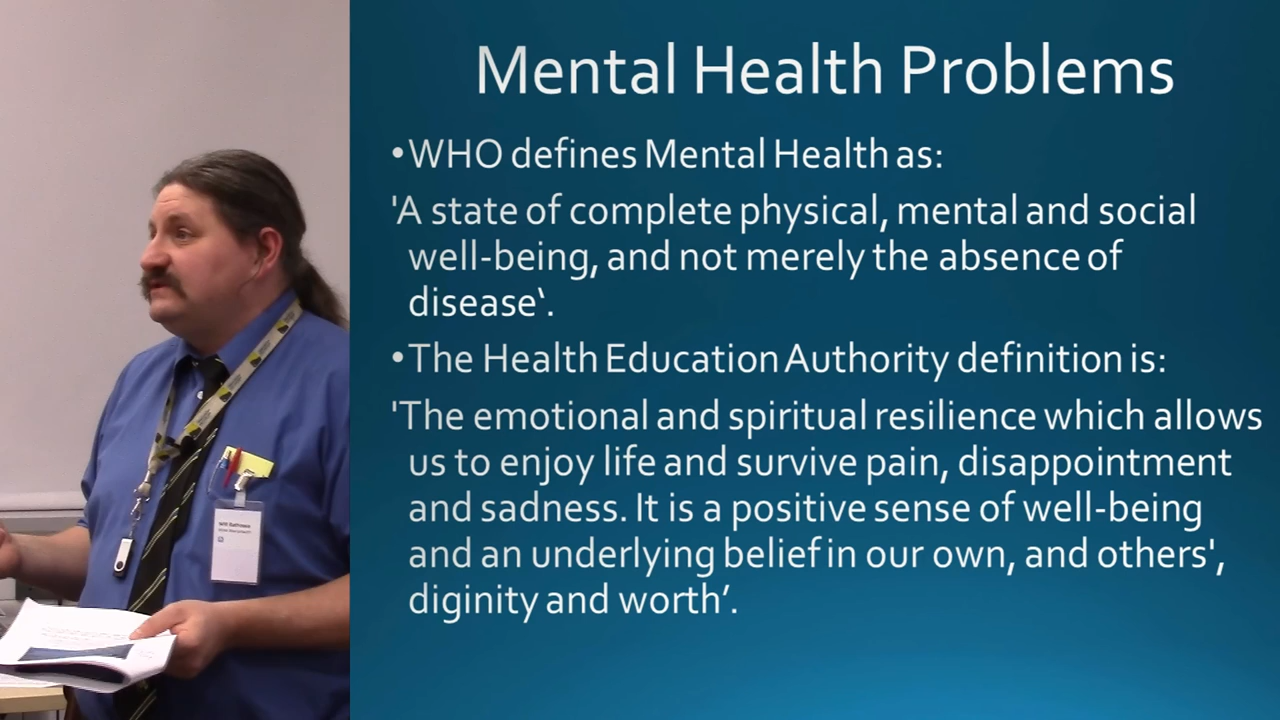 Mental Health Problems
•WHO defines Mental Health as:
'A state of complete physical, mental and social
well-being, and not merely the absence of
disease‘.
•The Health Education Authority definition is:
'The emotional and spiritual resilience which allows
us to enjoy life and survive pain, disappointment
and sadness. It is a positive sense of well-being
and an underlying belief in our own, and others',
diginity and worth’.